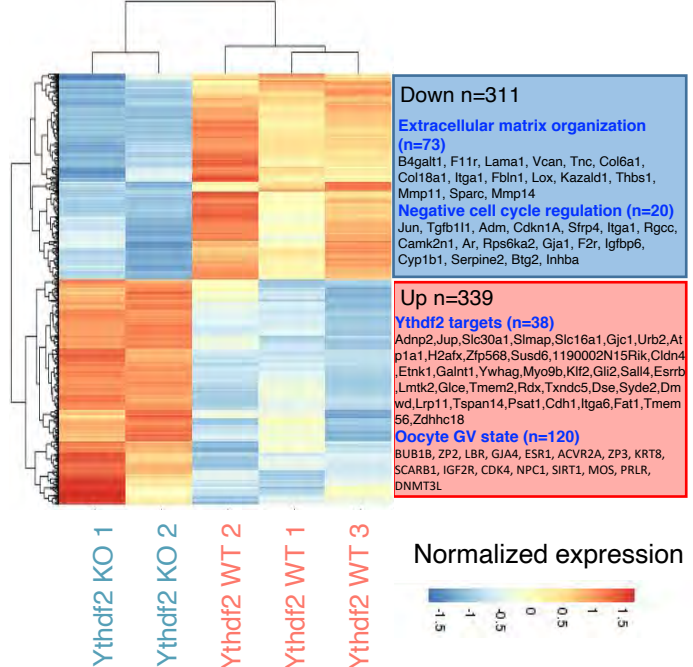 Down n=311
Extracellular matrix organization
(n=73)
B4galt1, F11r, Lama1, Vcan, Tnc, Col6a1,
Col18a1, Itga1, Fbln1, Lox, Kazald1, Thbs1,
Mmp11, Sparc, Mmp14
Negative cell cycle regulation (n=20)
Jun, Tgfb1I1, Adm, Cdkn1A, Sfrp4, Itga1, Rgcc,
Camk2n1, Ar, Rps6ka2, Gja1, F2r, Igfbp6,
Cyp1b1, Serpine2, Btg2, Inhba
Up n=339
Ythdf2 targets (n=38)
Adnp2,Jup,Slc30a1,Slmap,Slc16a1,Gjc1,Urb2,At
p1a1,H2afx,Zfp568,Susd6,1190002N15Rik,Cldn4
,Etnk1,Galnt1,Ywhag,Myo9b,Klf2,Gli2,Sall4,Esrrb
,Lmtk2,Glce,Tmem2,Rdx,Txndc5,Dse,Syde2,Dm
wd,Lrp11,Tspan14,Psat1,Cdh1,Itga6,Fat1,Tmem
56,Zdhhc18
Oocyte GV state (n=120)
BUB1B, ZP2, LBR, GJA4, ESR1, ACVR2A, ZP3, KRT8,
SCARB1, IGF2R, CDK4, NPC1, SIRT1, MOS, PRLR,
DNMT3L
Ythdf2 KO 1
Ythdf2 KO 2
Ythdf2 WT 2
Ythdf2 WT 1
Ythdf2 WT 3
Normalized expression
-1.5
-1
-0.5
0
0.5
1
1.5